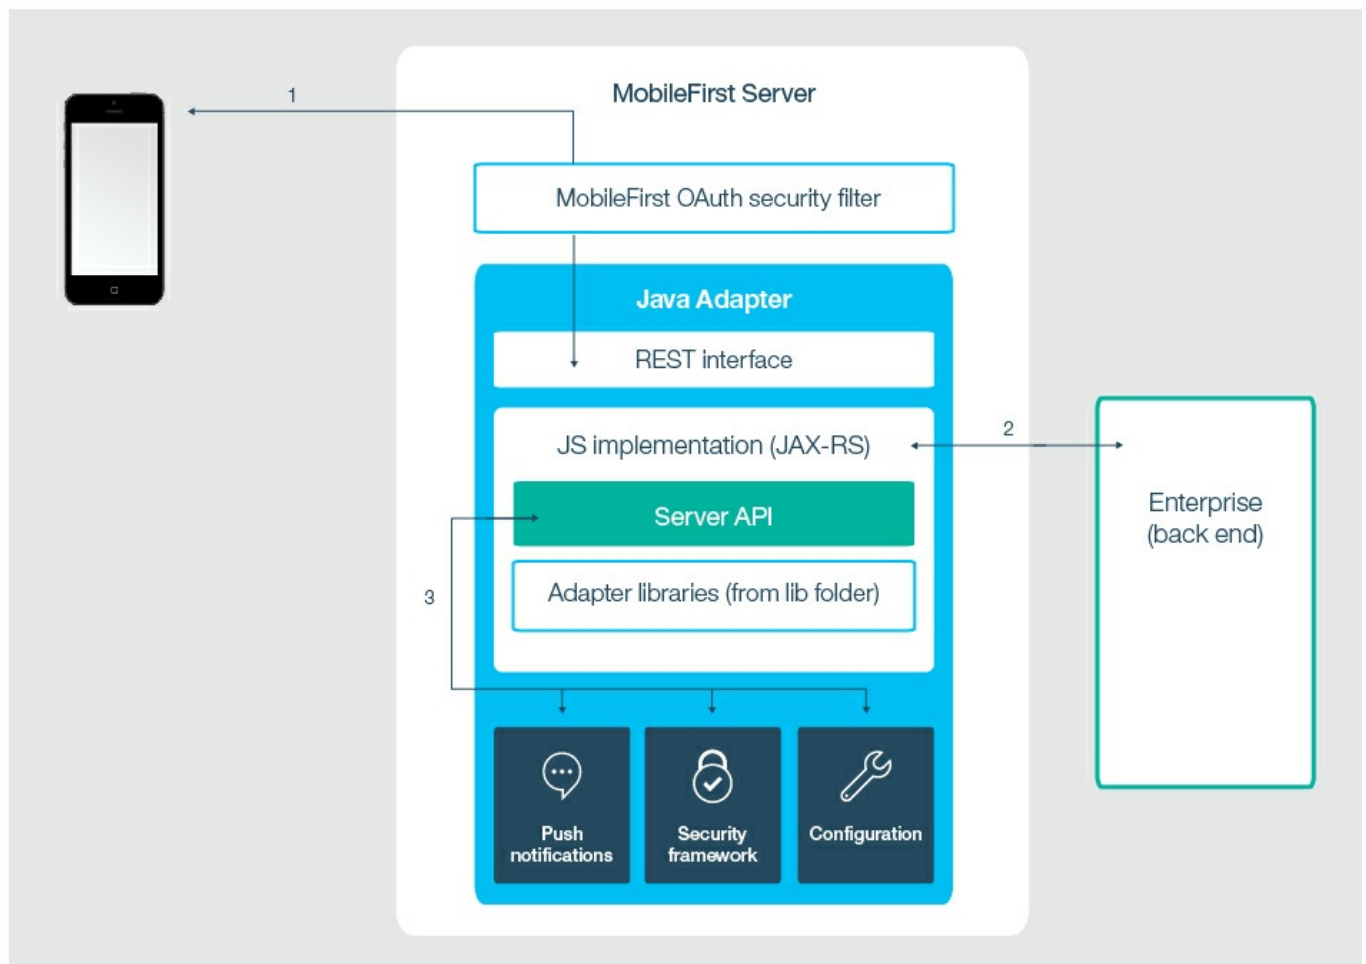 1
MobileFirst Server
MobileFirst OAuth security filter
Java Adapter
REST interface
JS implementation (JAX-RS)
2
Server API
Enterprise
(back end)
Adapter libraries (from lib folder)
3
Push
notifications
Security
framework
Configuration